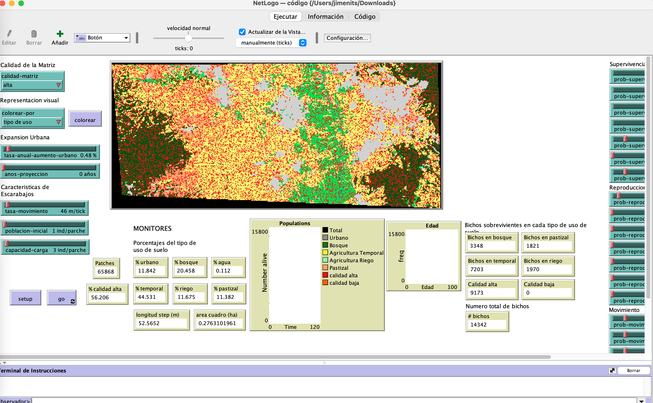 NetLogo — código {/Users/jimenits/Downloads}
Ejecutar Información Código
Editar Borrar Añadir
Botón
velocidad normal
ticks: 0
Actualizar de la Vista...
manualmente (ticks)
Configuración...
Calidad de la Matriz
calidad-matriz
alta
Representacion visual
colorear-por
tipo de uso
colorear
Expansion Urbana
tasa-anual-aumento-urbano 0.48 %
anos-proyeccion 0 años
Caracteristicas de
Escarabajos
tasa-movimiento 46 m/tick
poblacion-inicial 1 ind/parche
capacidad-carga 3 ind/parche
setup
go
MONITORES
Porcentajes del tipo de
uso de suelo
Patches
65868
% urbano
11.842
% bosque
20.458
% agua
0.112
% calidad alta
56.206
% temporal
44.531
% riego
11.675
% pastizal
11.382
longitud step (m)
52.5652
area cuadro (ha)
0.2763101961
Populations
15800
Number alive
0
0 Time 120
Total
Urbano
Bosque
Agricultura Temporal
Agricultura Riego
Pastizal
calidad alta
calidad baja
Edad
15800
freq
0
0 Edad 100
Bichos sobrevivientes en cada tipo de uso de
suelo
Bichos en bosque
3348
Bichos en pastizal
1821
Bichos en temporal
7203
Bichos en riego
1970
Calidad alta
9173
Calidad baja
0
Numero total de bichos
# bichos
14342
Supervivencia
prob-super
prob-super
prob-super
prob-super
prob-super
prob-super
Reproduccion
prob-reproc
prob-reproc
prob-reproc
prob-reproc
prob-reproc
prob-reproc
Movimiento
prob-movin
prob-movin
Terminal de Instrucciones
Borrar
observador>